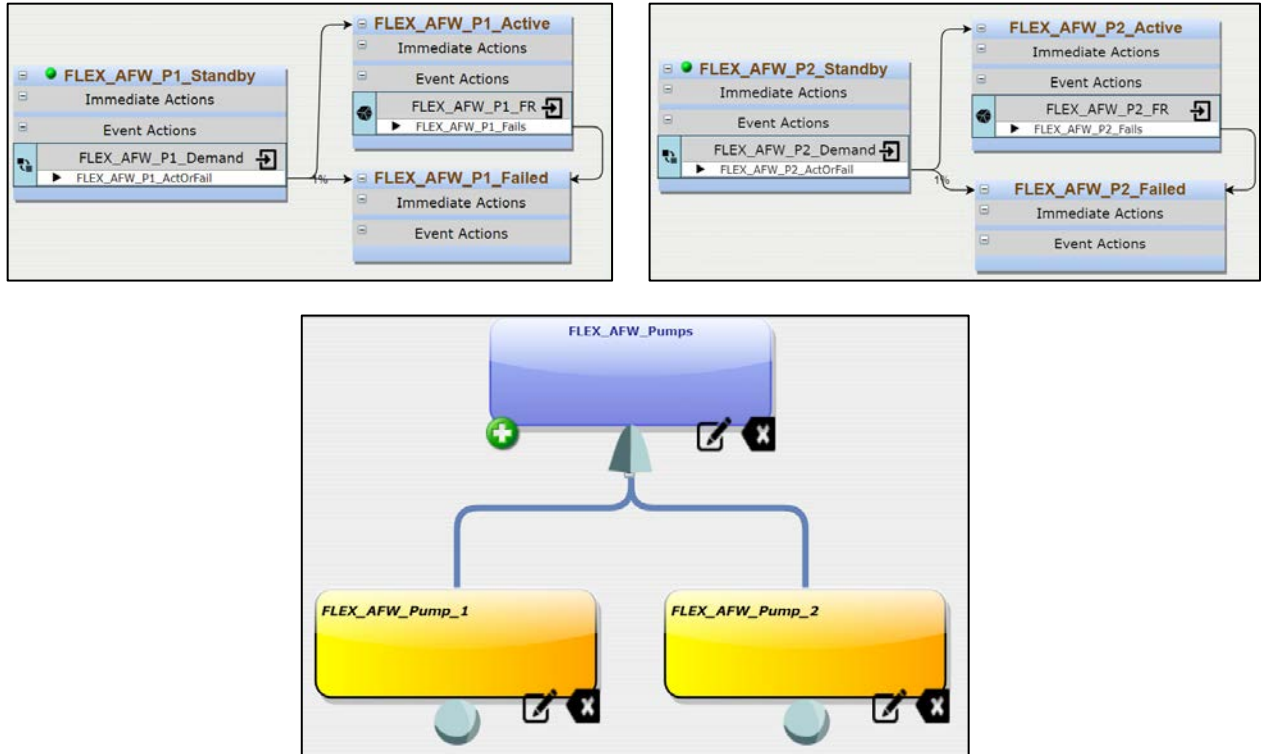 FLEX_AFW_P1_Active
Immediate Actions
Event Actions
FLEX_AFW_P1_FR
FLEX_AFW_P1_Fails
FLEX_AFW_P1_Standby
Immediate Actions
Event Actions
FLEX_AFW_P1_Demand
FLEX_AFW_P1_ActOrFail
1%
FLEX_AFW_P1_Failed
Immediate Actions
Event Actions
FLEX_AFW_P2_Active
Immediate Actions
Event Actions
FLEX_AFW_P2_FR
FLEX_AFW_P2_Fails
FLEX_AFW_P2_Standby
Immediate Actions
Event Actions
FLEX_AFW_P2_Demand
FLEX_AFW_P2_ActOrFail
1%
FLEX_AFW_P2_Failed
Immediate Actions
Event Actions
FLEX_AFW_Pumps
FLEX_AFW_Pump_1
FLEX_AFW_Pump_2